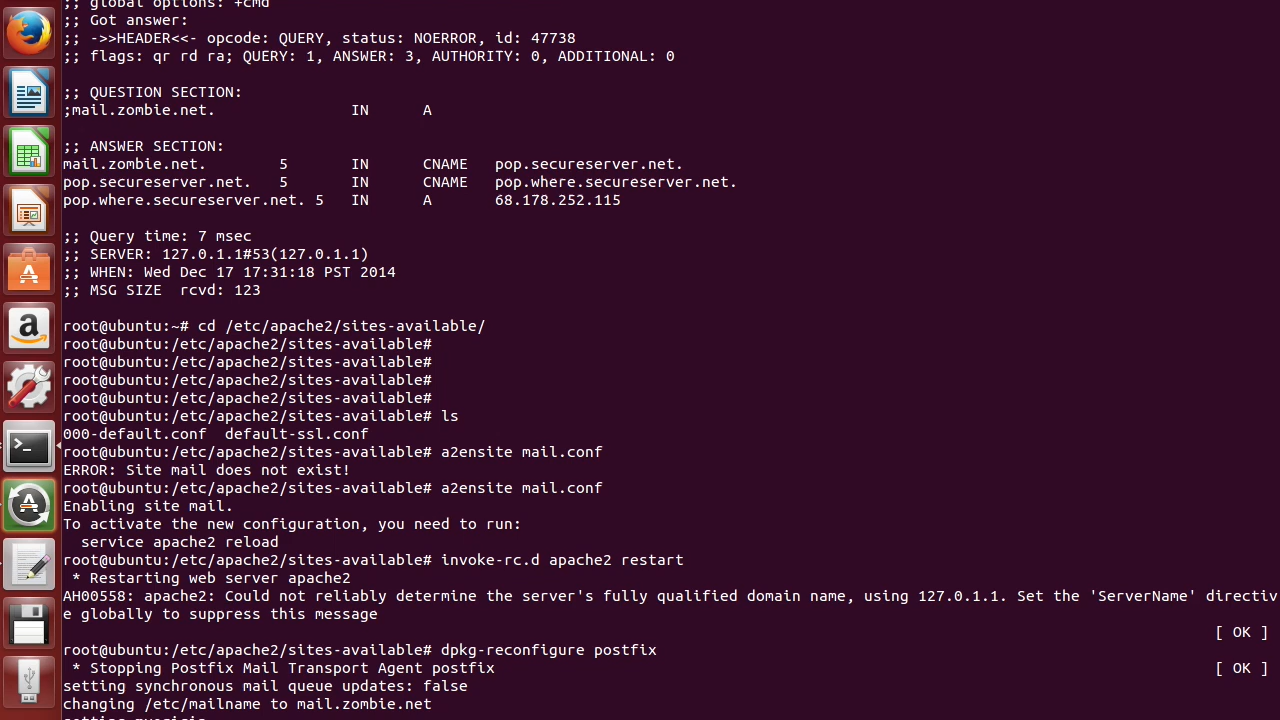 ;; global options: +cmd
;; Got answer:
;; ->>HEADER<<- opcode: QUERY, status: NOERROR, id: 47738
;; flags: qr rd ra; QUERY: 1, ANSWER: 3, AUTHORITY: 0, ADDITIONAL: 0
;; QUESTION SECTION:
;mail.zombie.net. IN A
;; ANSWER SECTION:
mail.zombie.net. 5 IN CNAME pop.secureserver.net.
pop.secureserver.net. 5 IN CNAME pop.where.secureserver.net.
pop.where.secureserver.net. 5 IN A 68.178.252.115
;; Query time: 7 msec
;; SERVER: 127.0.1.1#53(127.0.1.1)
;; WHEN: Wed Dec 17 17:31:18 PST 2014
;; MSG SIZE rcvd: 123
root@ubuntu:~# cd /etc/apache2/sites-available/
root@ubuntu:/etc/apache2/sites-available#
root@ubuntu:/etc/apache2/sites-available#
root@ubuntu:/etc/apache2/sites-available#
root@ubuntu:/etc/apache2/sites-available#
root@ubuntu:/etc/apache2/sites-available# ls
000-default.conf default-ssl.conf
root@ubuntu:/etc/apache2/sites-available# a2ensite mail.conf
ERROR: Site mail does not exist!
root@ubuntu:/etc/apache2/sites-available# a2ensite mail.conf
Enabling site mail.
To activate the new configuration, you need to run:
service apache2 reload
root@ubuntu:/etc/apache2/sites-available# invoke-rc.d apache2 restart
* Restarting web server apache2
AH00558: apache2: Could not reliably determine the server's fully qualified domain name, using 127.0.1.1. Set the 'ServerName' directiv
e globally to suppress this message
[ OK ]
root@ubuntu:/etc/apache2/sites-available# dpkg-reconfigure postfix
* Stopping Postfix Mail Transport Agent postfix [ OK ]
setting synchronous mail queue updates: false
changing /etc/mailname to mail.zombie.net